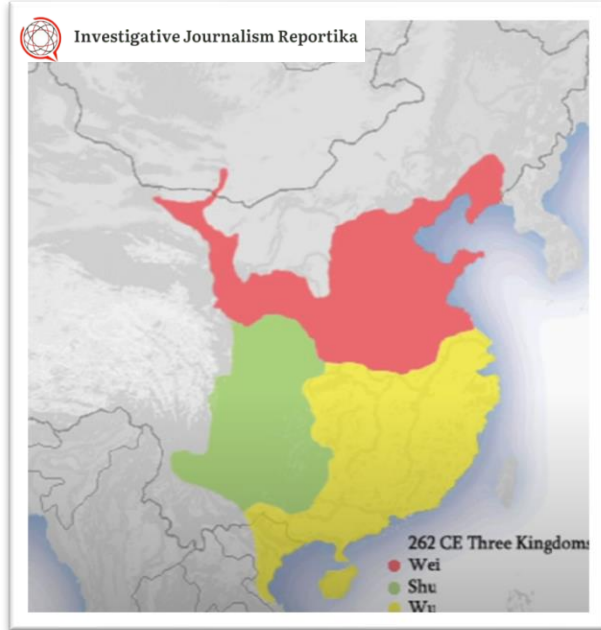 Investigative Journalism Reportika
262 CE Three Kingdoms
Wei
Shu
Wu